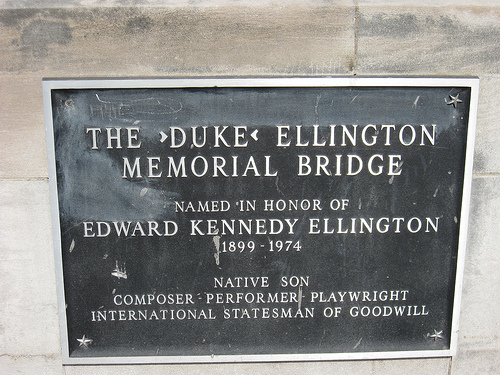 THE ›DUKE‹ ELLINGTON
MEMORIAL BRIDGE
NAMED IN HONOR OF
EDWARD KENNEDY ELLINGTON
1899 - 1974
NATIVE SON
COMPOSER PERFORMER PLAYWRIGHT
INTERNATIONAL STATESMAN OF GOODWILL